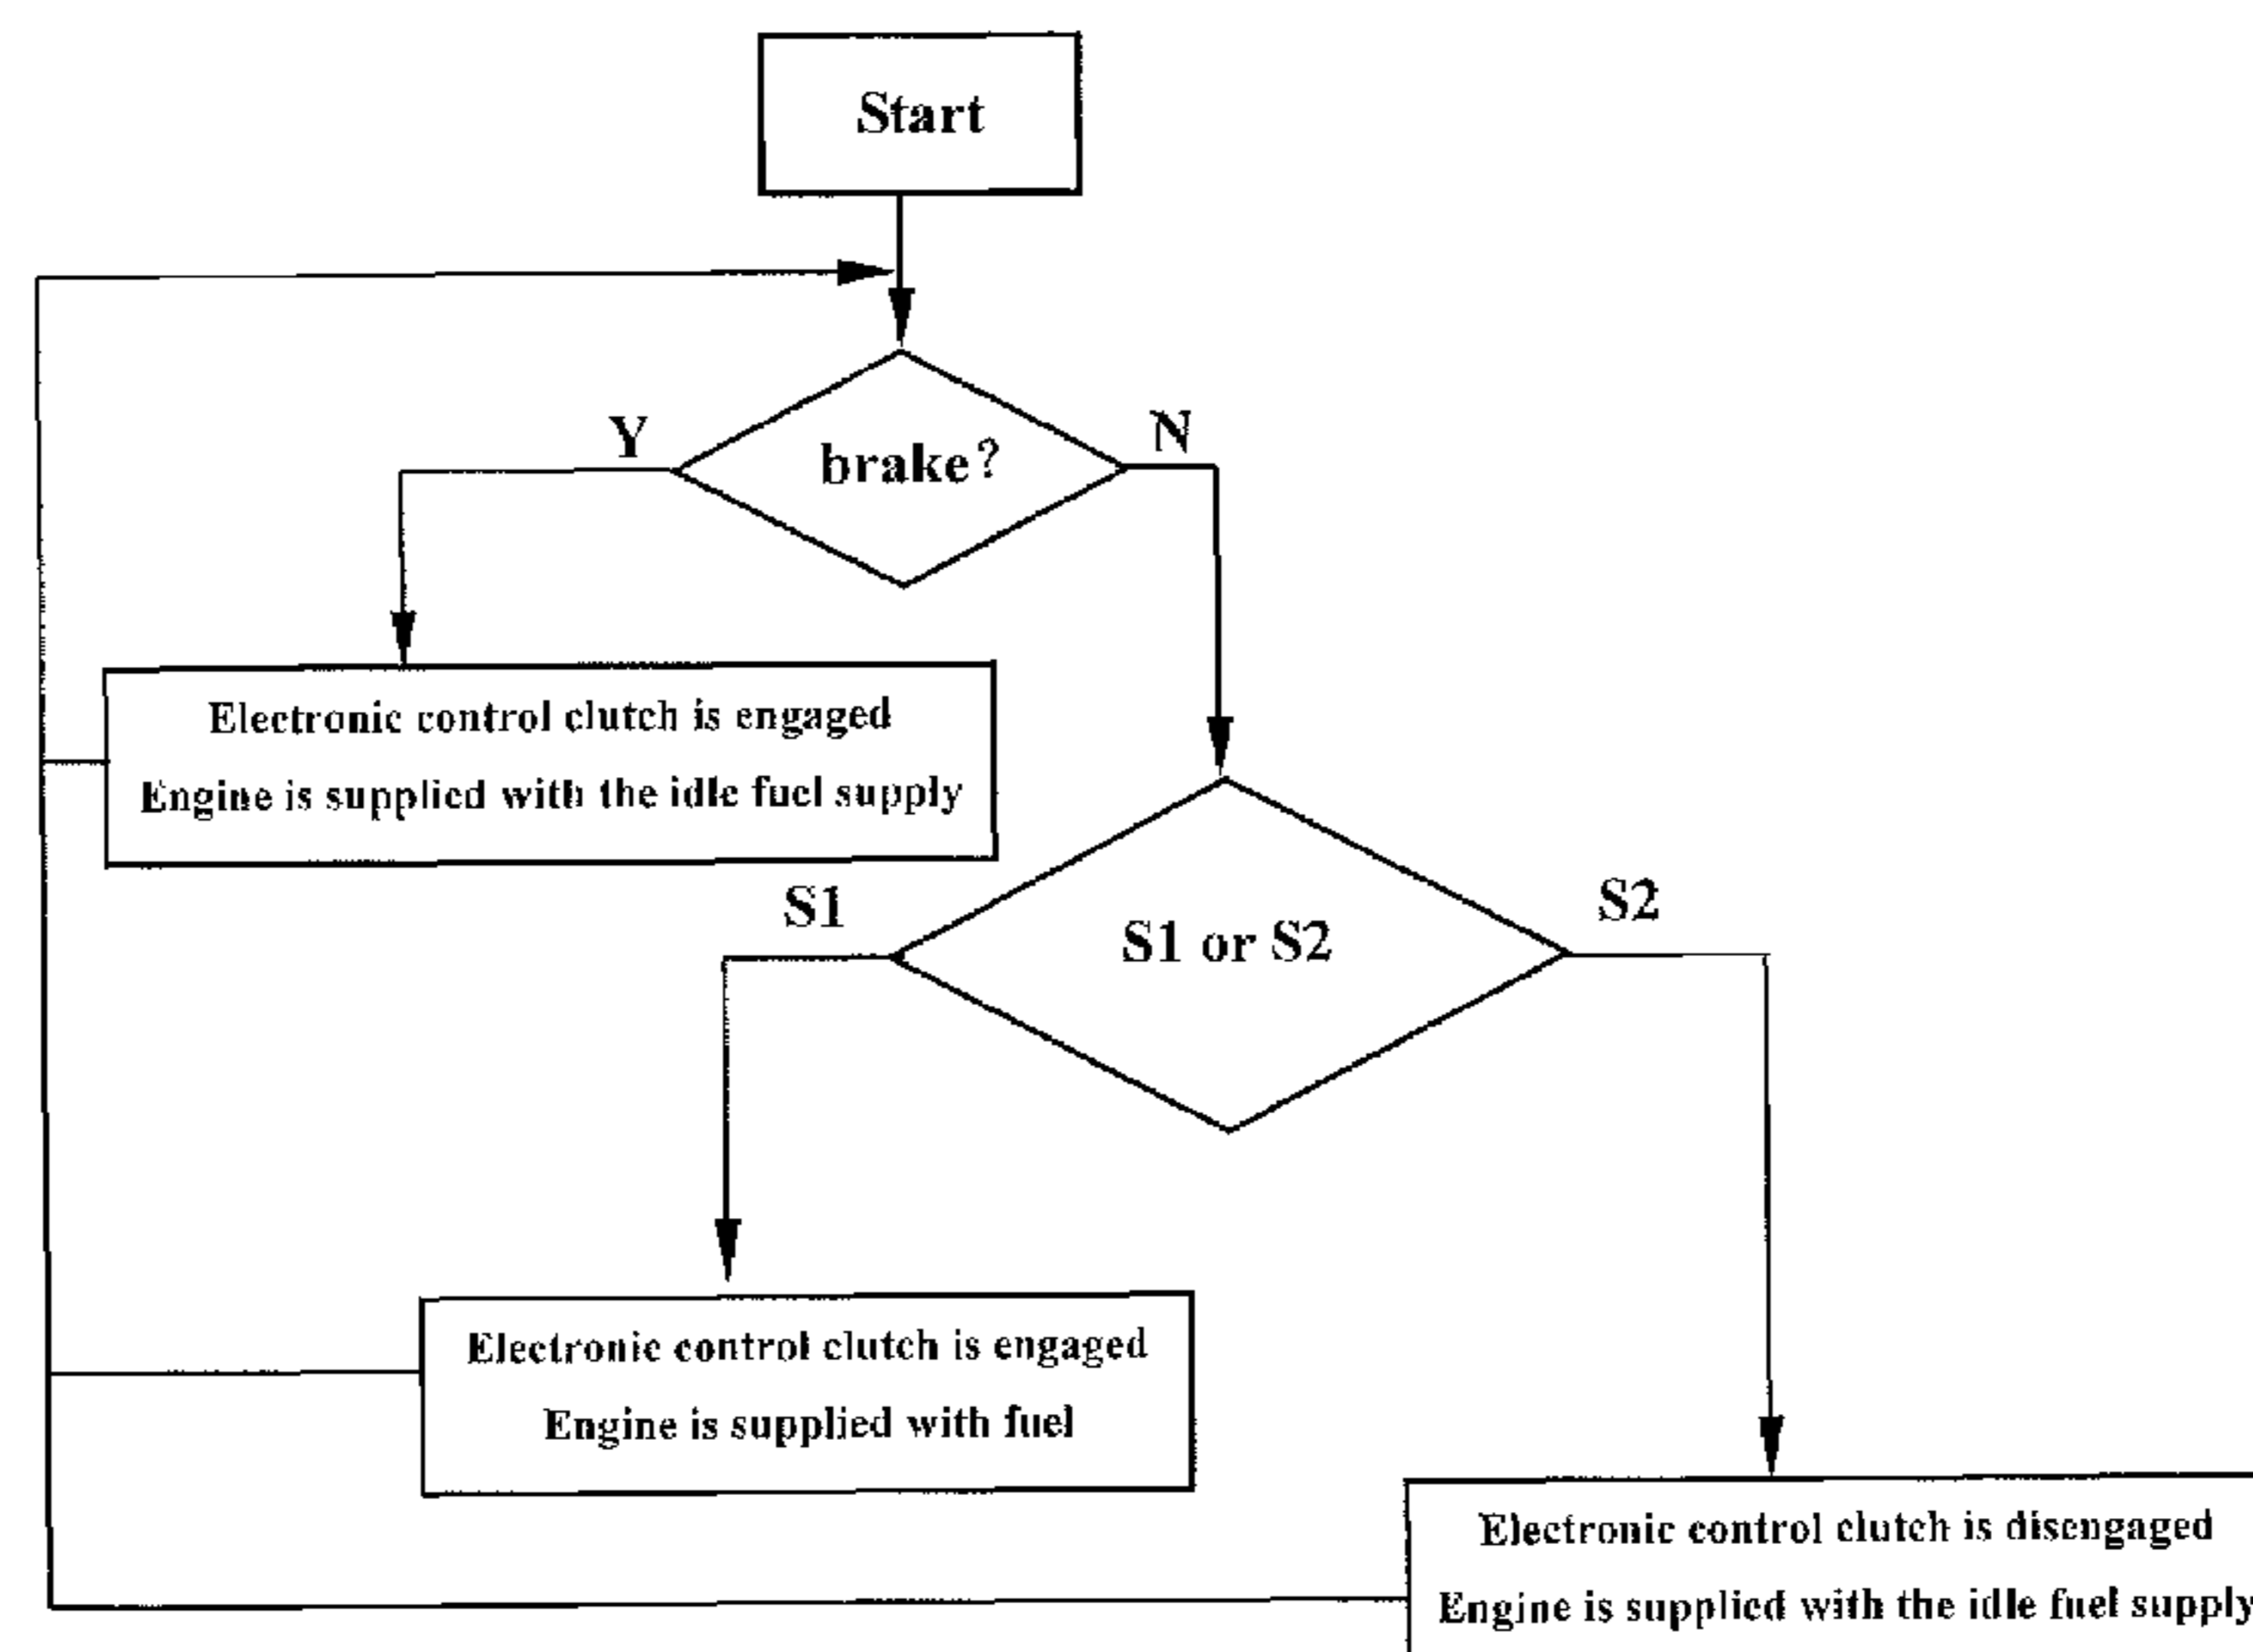 Start
Y
N
brake?
Electronic control clutch is engaged
Engine is supplied with the idle fuel supply
S1
S1 or S2
S2
Electronic control clutch is engaged
Engine is supplied with fuel
Electronic control clutch is disengaged
Engine is supplied with the idle fuel supply